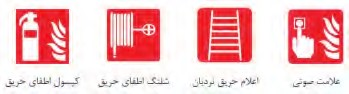 علامت صوتی
اعلام حریق نردبان
شلنگ اطفای حریق
کپسول اطفای حریق